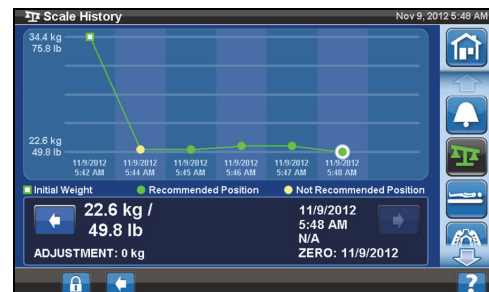 Scale History
Nov 9, 2012 5:48 AM
34.4 kg
75.8 lb
22.6 kg
49.8 lb
11/9/2012 11/9/2012 11/9/2012 11/9/2012 11/9/2012 11/9/2012
5:42 AM 5:44 AM 5:45 AM 5:46 AM 5:47 AM 5:48 AM
Initial Weight Recommended Position Not Recommended Position
22.6 kg /
49.8 lb
ADJUSTMENT: 0 kg
11/9/2012
5:48 AM
N/A
ZERO: 11/9/2012
?